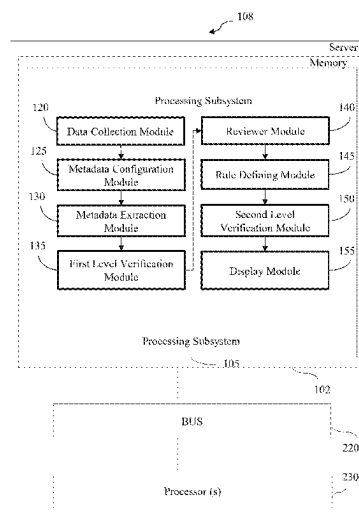 108
Server
Memory
Processing Subsystem
120
Data Collection Module
125
Metadata Configuration
Module
130
Metadata Extraction
Module
135
First Level Verification
Module
140
Reviewer Module
145
Rule Defining Module
150
Second Level
Verification Module
155
Display Module
Processing Subsystem
105
102
BUS
220
Processor (s)
230